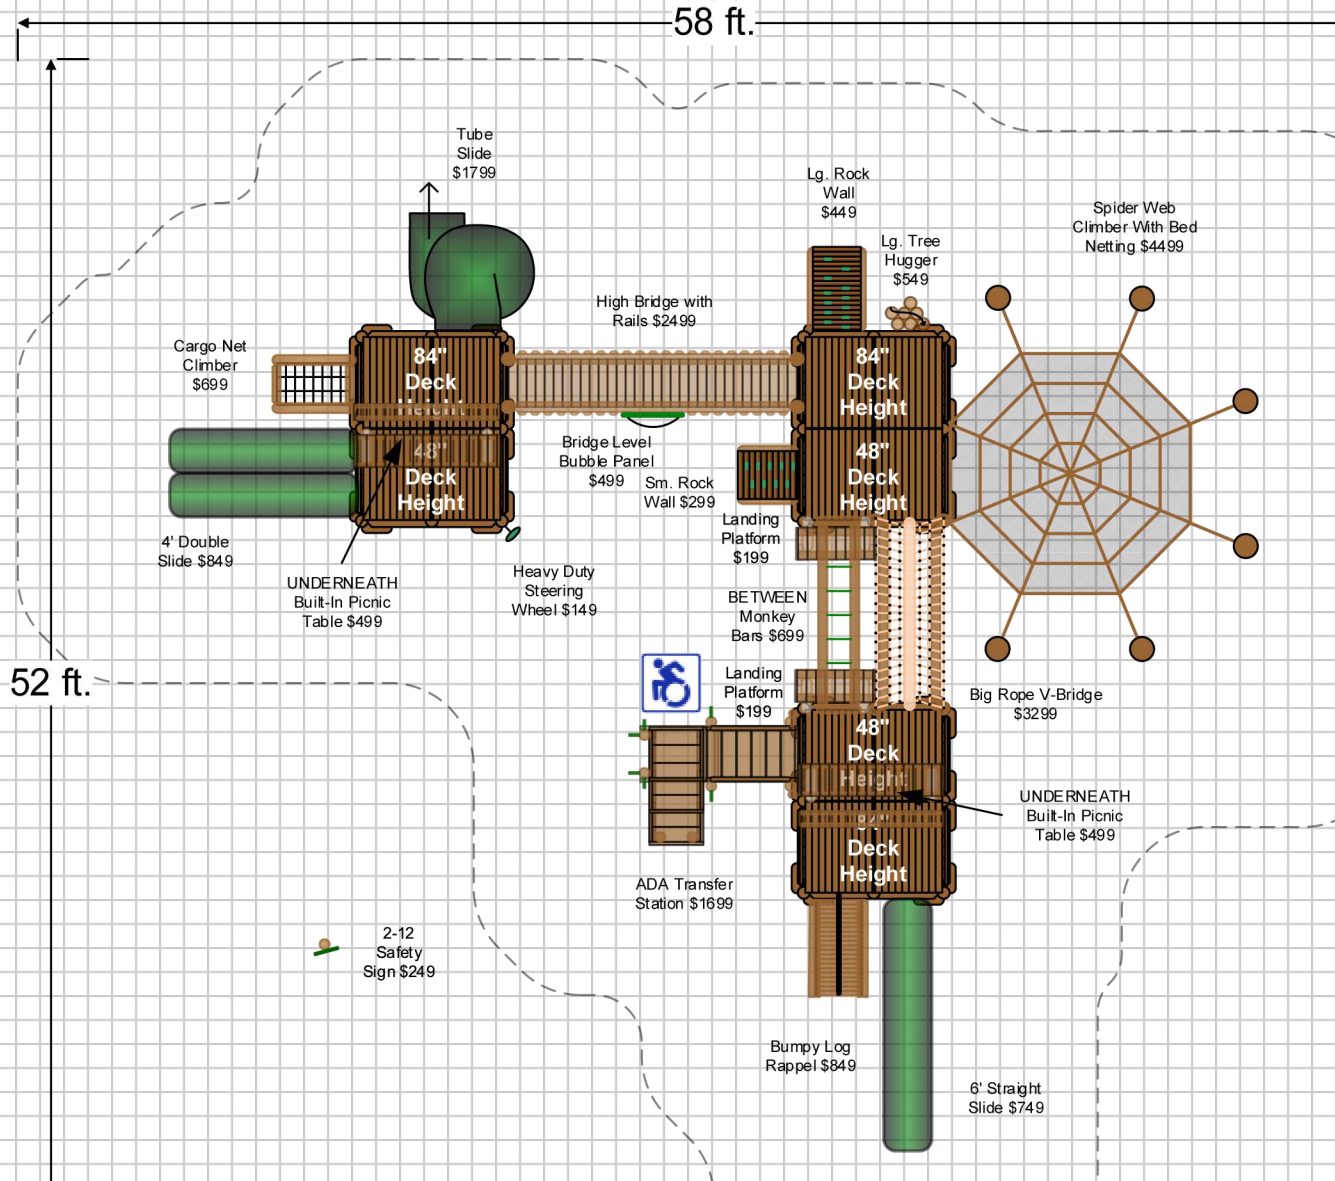 58 ft.
Tube
Slide
$1799
Lg. Rock
Wall
$449
Lg. Tree
Hugger
$549
Spider Web
Climber With Bed
Netting $4499
High Bridge with
Rails $2499
Cargo Net
Climber
$699
84"
Deck
Height
48"
Deck
Height
84"
Deck
Height
48"
Deck
Height
Bridge Level
Bubble Panel
$499
Sm. Rock
Wall $299
Landing
Platform
$199
4' Double
Slide $849
UNDERNEATH
Built-In Picnic
Table $499
Heavy Duty
Steering
Wheel $149
BETWEEN
Monkey
Bars $699
52 ft.
Landing
Platform
$199
Big Rope V-Bridge
$3299
48"
Deck
Height
84"
Deck
Height
UNDERNEATH
Built-In Picnic
Table $499
ADA Transfer
Station $1699
2-12
Safety
Sign $249
Bumpy Log
Rappel $849
6' Straight
Slide $749